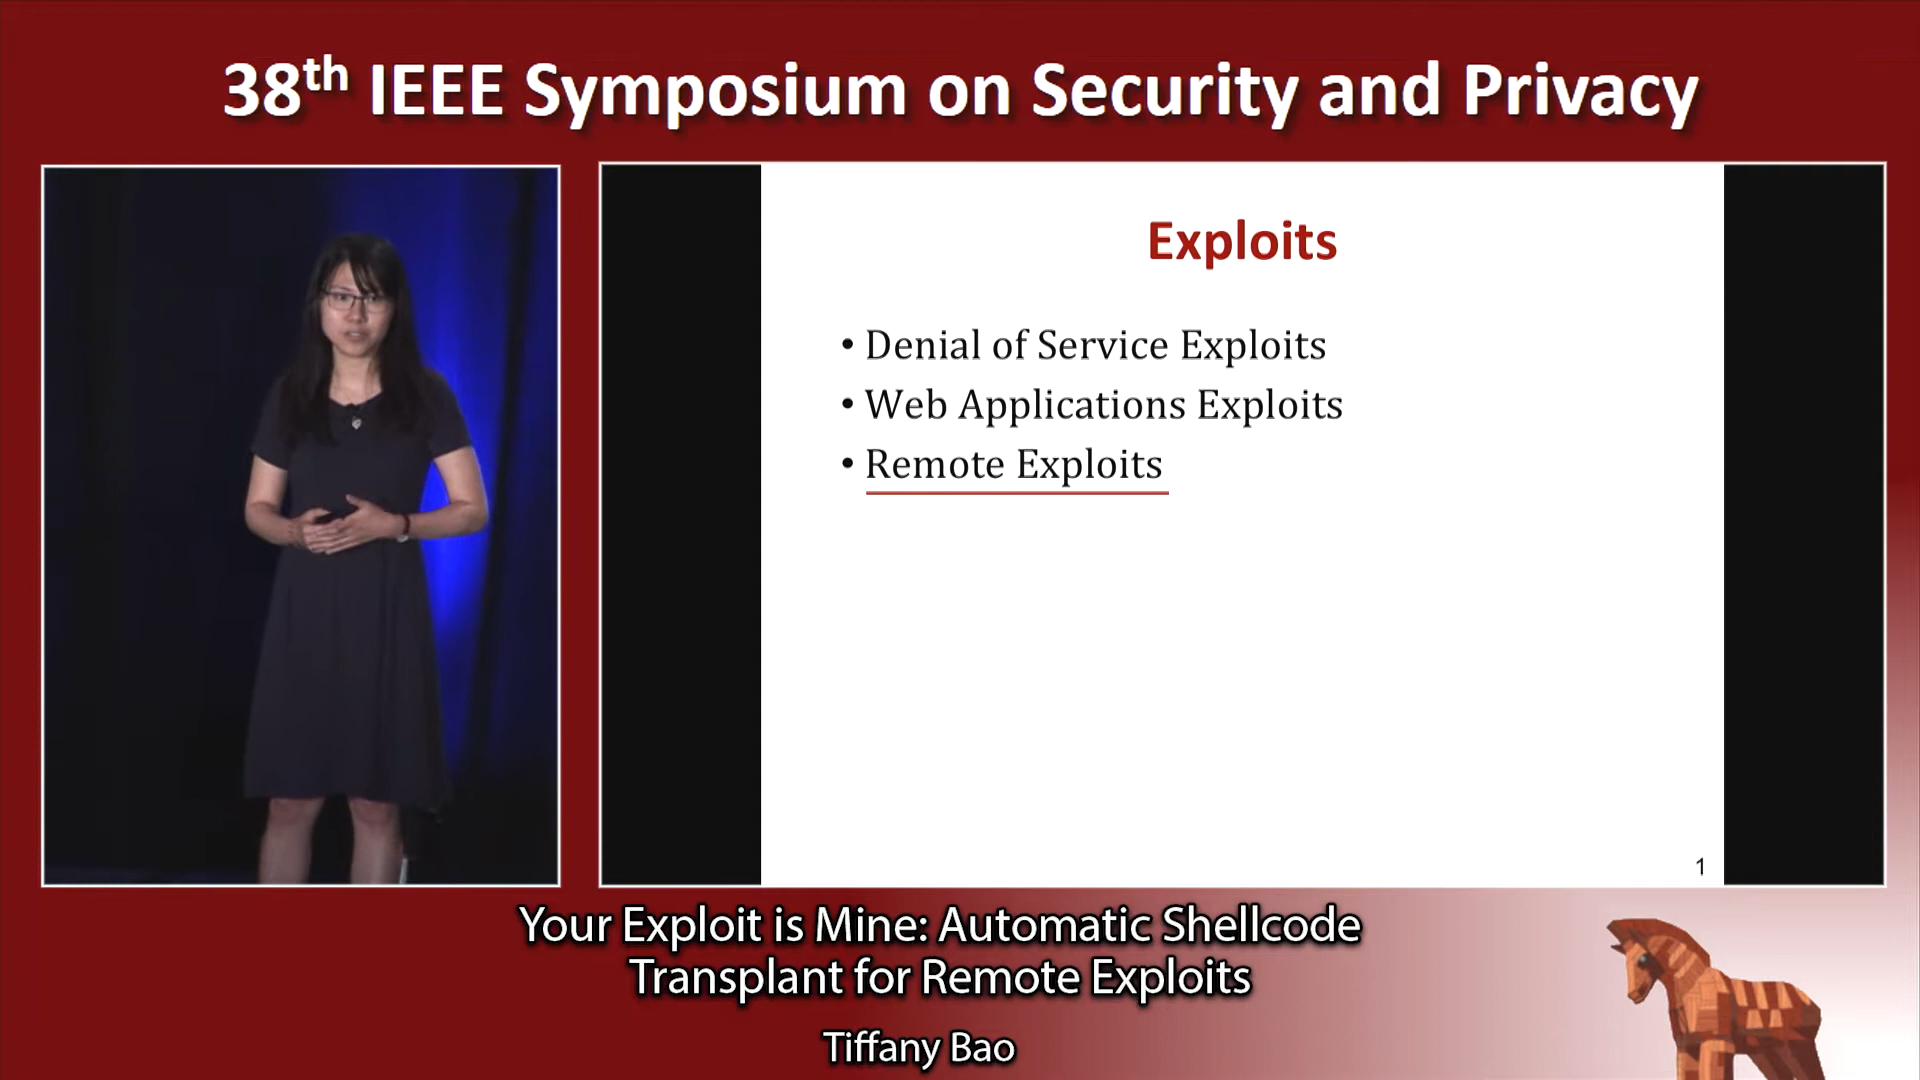 38th IEEE Symposium on Security and Privacy
Exploits
• Denial of Service Exploits
• Web Applications Exploits
• Remote Exploits
1
Your Exploit is Mine: Automatic Shellcode
Transplant for Remote Exploits
Tiffany Bao